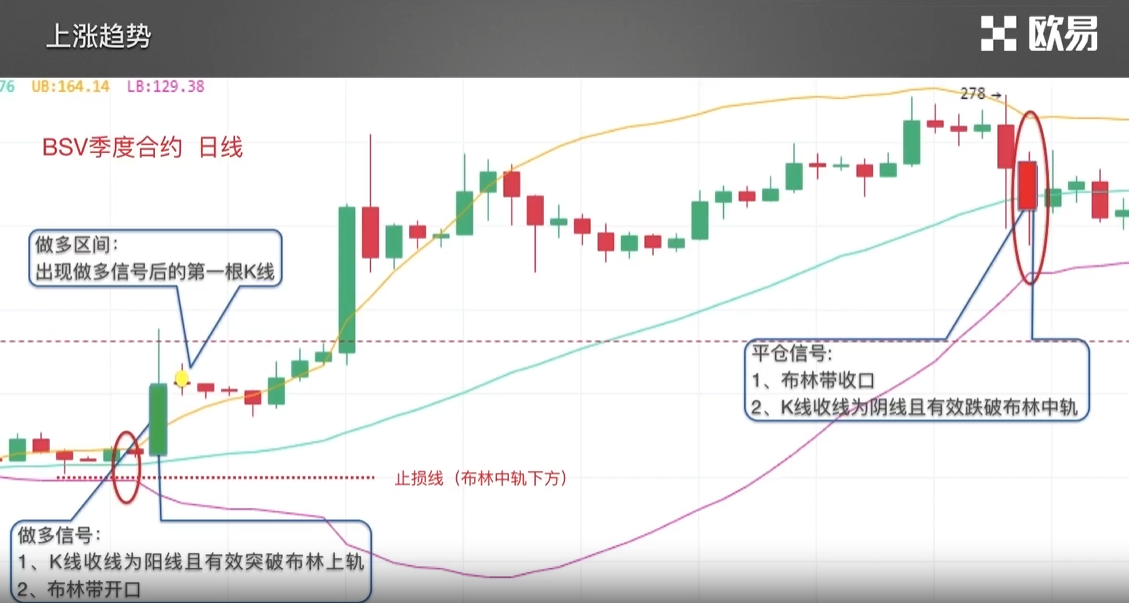 上涨趋势
欧易
76 UB:164.14 LB:129.38
278→
BSV季度合约 日线
做多区间：
出现做多信号后的第一根K线
平仓信号：
1、布林带收口
2、K线收线为阴线且有效跌破布林中轨
止损线（布林中轨下方）
做多信号：
1、K线收线为阳线且有效突破布林上轨
2、布林带开口